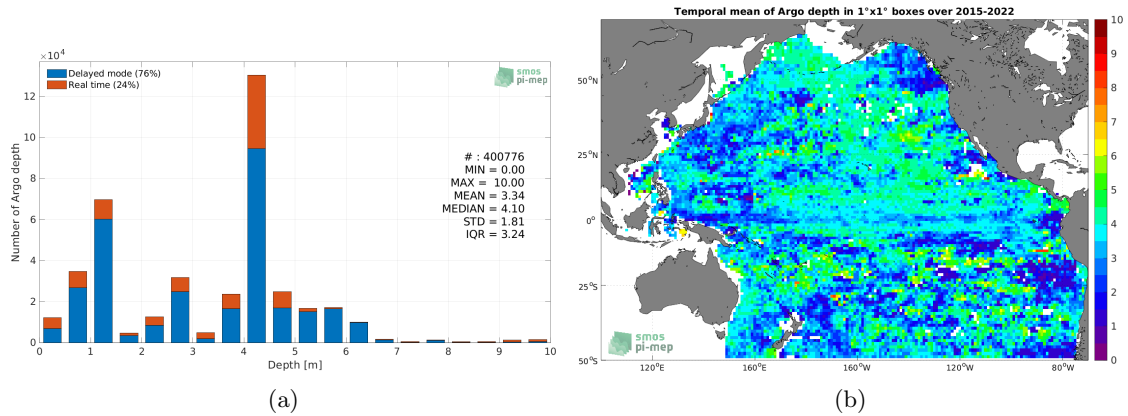 ×10⁴
Delayed mode (76%)
Real time (24%)
smos
pi-mep
12
10
8
6
4
2
0
Number of Argo depth
# : 400776
MIN = 0.00
MAX = 10.00
MEAN = 3.34
MEDIAN = 4.10
STD = 1.81
IQR = 3.24
0 1 2 3 4 5 6 7 8 9 10
Depth [m]
(a)
Temporal mean of Argo depth in 1°x1° boxes over 2015-2022
50°N
25°N
0°
25°S
50°S
smos
pi-mep
120°E 160°E 160°W 120°W 80°W
10
9
8
7
6
5
4
3
2
1
0
(b)